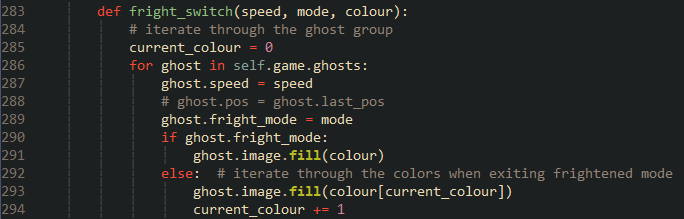 283 def fright_switch(speed, mode, colour):
284 # iterate through the ghost group
285 current_colour = 0
286 for ghost in self.game.ghosts:
287 ghost.speed = speed
288 # ghost.pos = ghost.last_pos
289 ghost.fright_mode = mode
290 if ghost.fright_mode:
291 ghost.image.fill(colour)
292 else:  # iterate through the colors when exiting frightened mode
293 ghost.image.fill(colour[current_colour])
294 current_colour += 1